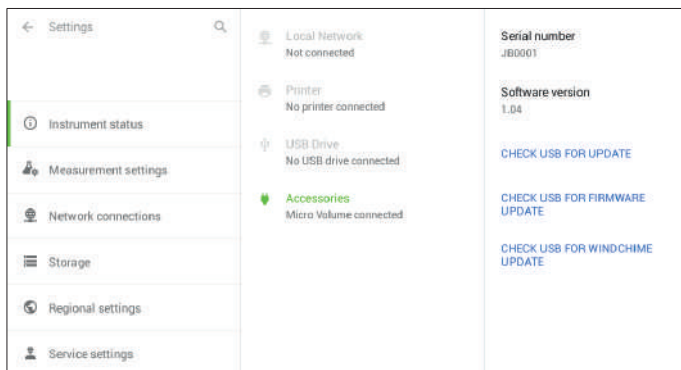 Settings
Instrument status
Measurement settings
Network connections
Storage
Regional settings
Service settings
Local Network
Not connected
Printer
No printer connected
USB Drive
No USB drive connected
Accessories
Micro Volume connected
Serial number
JB0001
Software version
1.04
CHECK USB FOR UPDATE
CHECK USB FOR FIRMWARE
UPDATE
CHECK USB FOR WINDCHIME
UPDATE